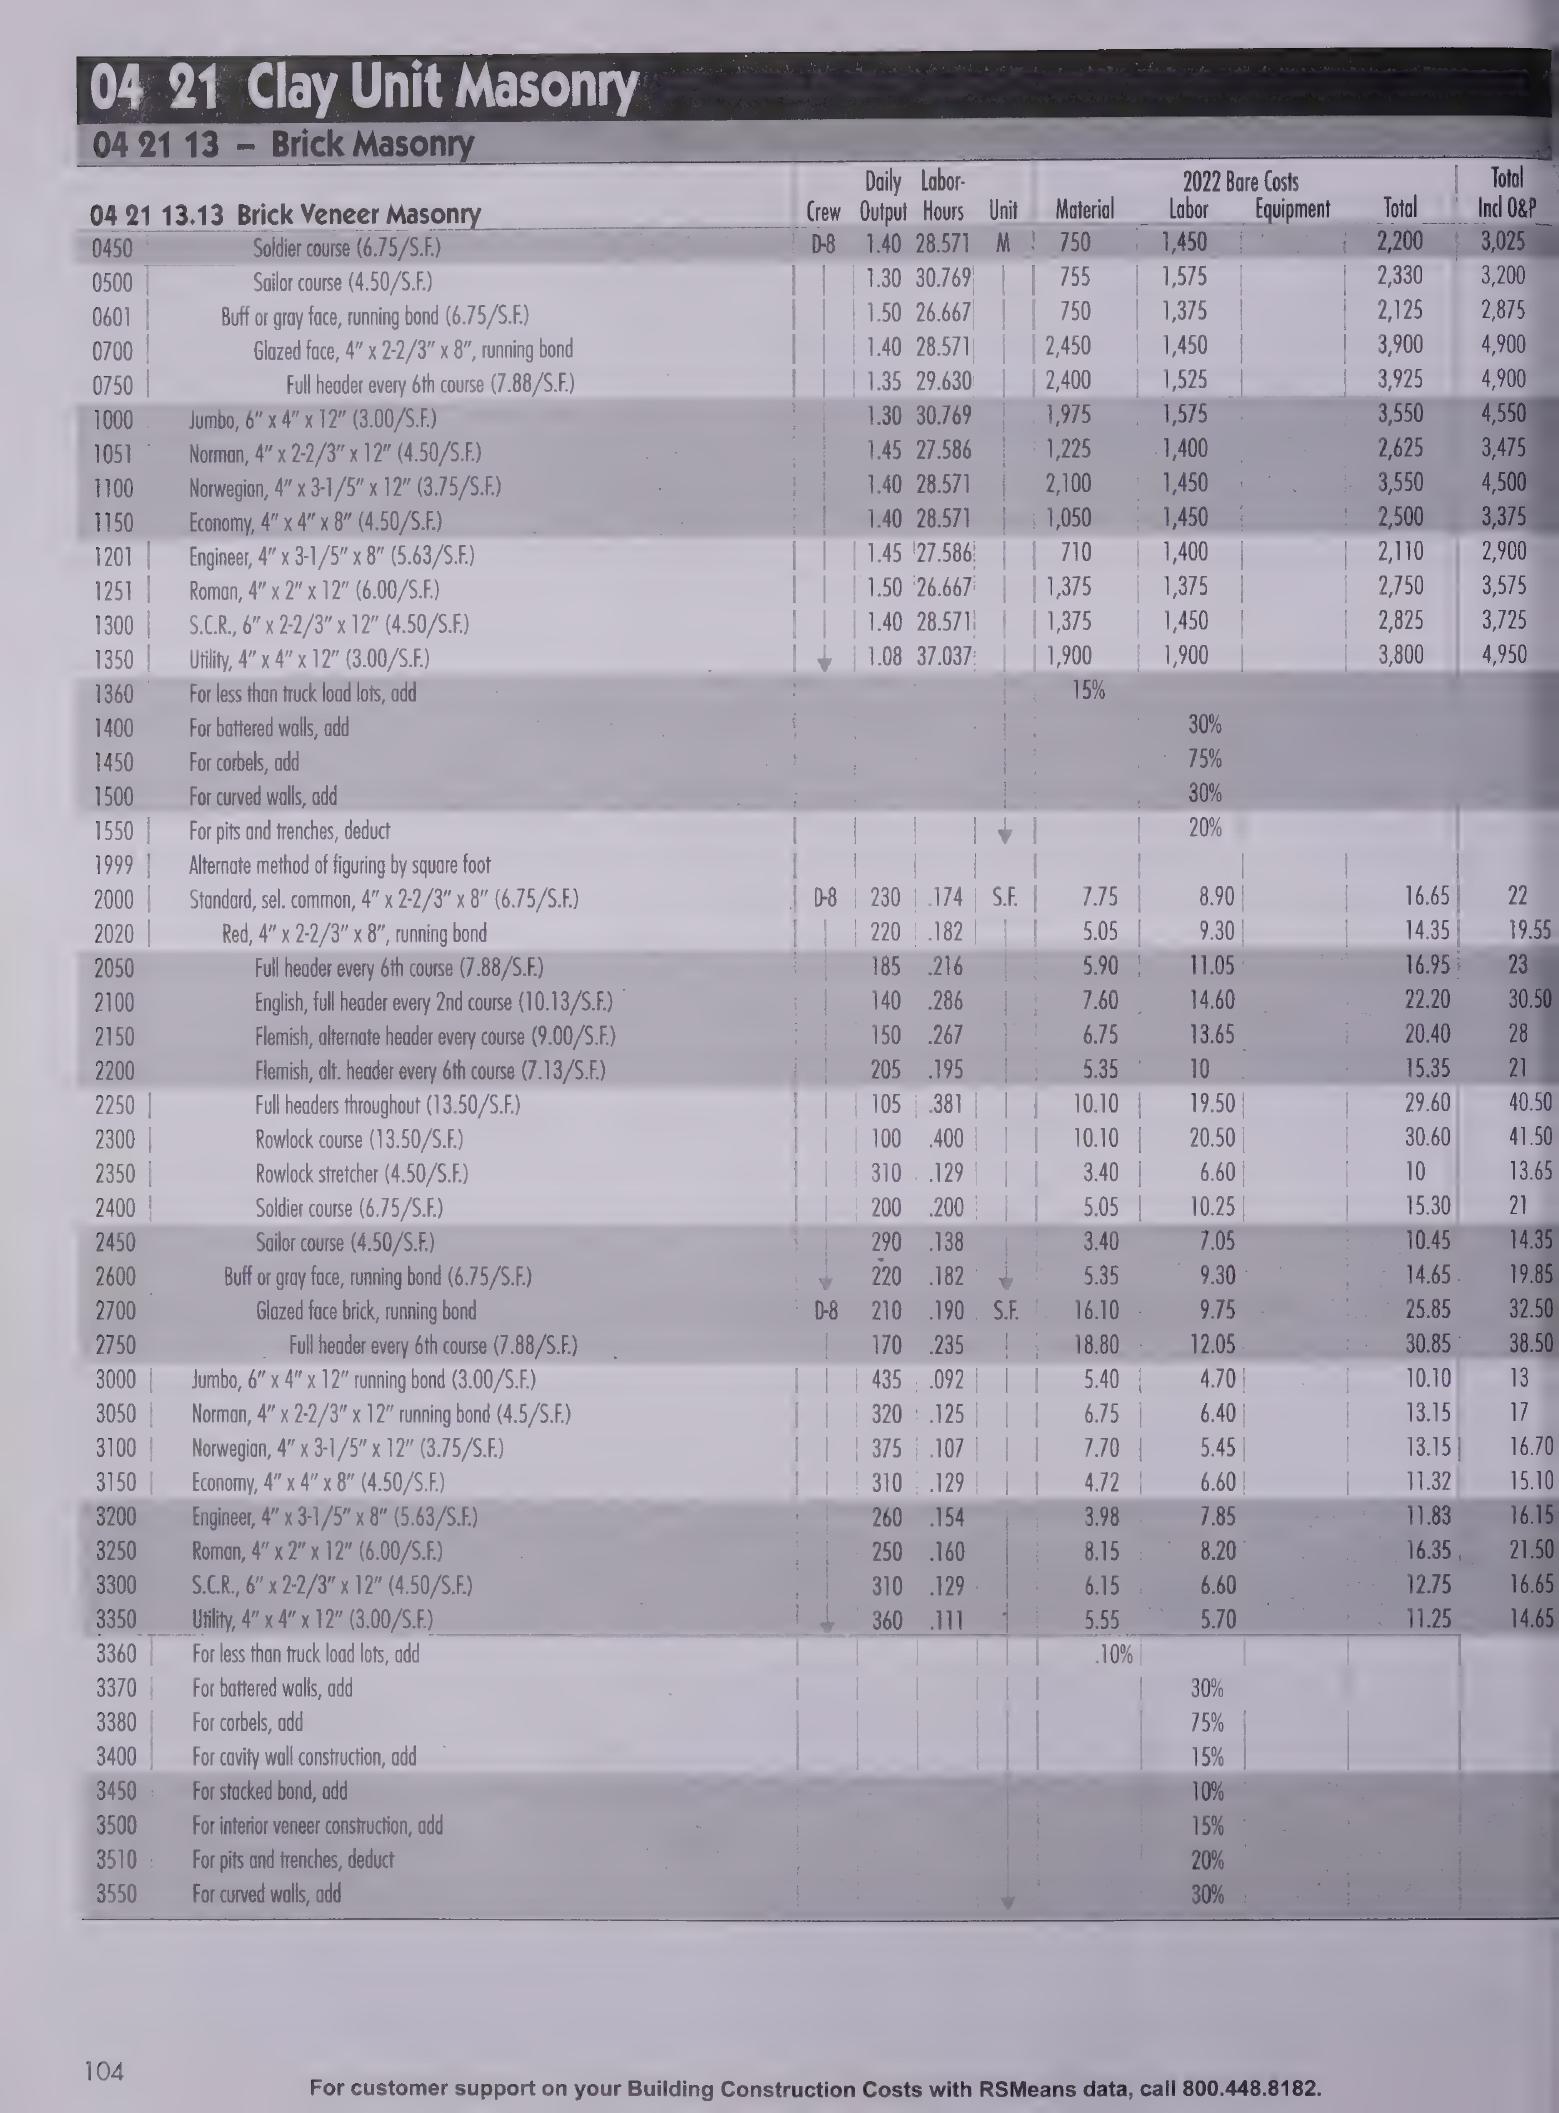 04 21 Clay Unit Masonry
04 21 13 – Brick Masonry
Daily Labor- 2022 Bare Costs Total
04 21 13.13 Brick Veneer Masonry Crew Output Hours Unit Material Labor Equipment Total Incl O&P
0450 Soldier course (6.75/S.F.) D-8 1.40 28.571 M 750 1,450 2,200 3,025
0500 Sailor course (4.50/S.F.) 1.30 30.769 755 1,575 2,330 3,200
0601 Buff or gray face, running bond (6.75/S.F.) 1.50 26.667 750 1,375 2,125 2,875
0700 Glazed face, 4" x 2-2/3" x 8", running bond 1.40 28.571 2,450 1,450 3,900 4,900
0750 Full header every 6th course (7.88/S.F.) 1.35 29.630 2,400 1,525 3,925 4,900
1000 Jumbo, 6" x 4" x 12" (3.00/S.F.) 1.30 30.769 1,975 1,575 3,550 4,550
1051 Norman, 4" x 2-2/3" x 12" (4.50/S.F.) 1.45 27.586 1,225 1,400 2,625 3,475
1100 Norwegian, 4" x 3-1/5" x 12" (3.75/S.F.) 1.40 28.571 2,100 1,450 3,550 4,500
1150 Economy, 4" x 4" x 8" (4.50/S.F.) 1.40 28.571 1,050 1,450 2,500 3,375
1201 Engineer, 4" x 3-1/5" x 8" (5.63/S.F.) 1.45 27.586 710 1,400 2,110 2,900
1251 Roman, 4" x 2" x 12" (6.00/S.F.) 1.50 26.667 1,375 1,375 2,750 3,575
1300 S.C.R., 6" x 2-2/3" x 12" (4.50/S.F.) 1.40 28.571 1,375 1,450 2,825 3,725
1350 Utility, 4" x 4" x 12" (3.00/S.F.) 1.08 37.037 1,900 1,900 3,800 4,950
1360 For less than truck load lots, add 15%
1400 For battered walls, add 30%
1450 For corbels, add 75%
1500 For curved walls, add 30%
1550 For pits and trenches, deduct 20%
1999 Alternate method of figuring by square foot
2000 Standard, sel. common, 4" x 2-2/3" x 8" (6.75/S.F.) D-8 230 .174 S.F. 7.75 8.90 16.65 22
2020 Red, 4" x 2-2/3" x 8", running bond 220 .182 5.05 9.30 14.35 19.55
2050 Full header every 6th course (7.88/S.F.) 185 .216 5.90 11.05 16.95 23
2100 English, full header every 2nd course (10.13/S.F.) 140 .286 7.60 14.60 22.20 30.50
2150 Flemish, alternate header every course (9.00/S.F.) 150 .267 6.75 13.65 20.40 28
2200 Flemish, alt. header every 6th course (7.13/S.F.) 205 .195 5.35 10 15.35 21
2250 Full headers throughout (13.50/S.F.) 105 .381 10.10 19.50 29.60 40.50
2300 Rowlock course (13.50/S.F.) 100 .400 10.10 20.50 30.60 41.50
2350 Rowlock stretcher (4.50/S.F.) 310 .129 3.40 6.60 10 13.65
2400 Soldier course (6.75/S.F.) 200 .200 5.05 10.25 15.30 21
2450 Sailor course (4.50/S.F.) 290 .138 3.40 7.05 10.45 14.35
2600 Buff or gray face, running bond (6.75/S.F.) 220 .182 5.35 9.30 14.65 19.85
2700 Glazed face brick, running bond D-8 210 .190 S.F. 16.10 9.75 25.85 32.50
2750 Full header every 6th course (7.88/S.F.) 170 .235 18.80 12.05 30.85 38.50
3000 Jumbo, 6" x 4" x 12" running bond (3.00/S.F.) 435 .092 5.40 4.70 10.10 13
3050 Norman, 4" x 2-2/3" x 12" running bond (4.5/S.F.) 320 .125 6.75 6.40 13.15 17
3100 Norwegian, 4" x 3-1/5" x 12" (3.75/S.F.) 375 .107 7.70 5.45 13.15 16.70
3150 Economy, 4" x 4" x 8" (4.50/S.F.) 310 .129 4.72 6.60 11.32 15.10
3200 Engineer, 4" x 3-1/5" x 8" (5.63/S.F.) 260 .154 3.98 7.85 11.83 16.15
3250 Roman, 4" x 2" x 12" (6.00/S.F.) 250 .160 8.15 8.20 16.35 21.50
3300 S.C.R., 6" x 2-2/3" x 12" (4.50/S.F.) 310 .129 6.15 6.60 12.75 16.65
3350 Utility, 4" x 4" x 12" (3.00/S.F.) 360 .111 5.55 5.70 11.25 14.65
3360 For less than truck load lots, add 10%
3370 For battered walls, add 30%
3380 For corbels, add 75%
3400 For cavity wall construction, add 15%
3450 For stacked bond, add 10%
3500 For interior veneer construction, add 15%
3510 For pits and trenches, deduct 20%
3550 For curved walls, add 30%
104
For customer support on your Building Construction Costs with RSMeans data, call 800.448.8182.